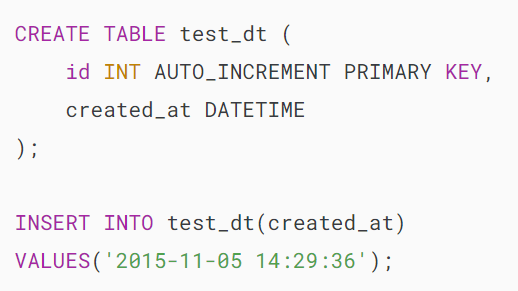 CREATE TABLE test_dt (
    id INT AUTO_INCREMENT PRIMARY KEY,
    created_at DATETIME
);

INSERT INTO test_dt(created_at)
VALUES('2015-11-05 14:29:36');